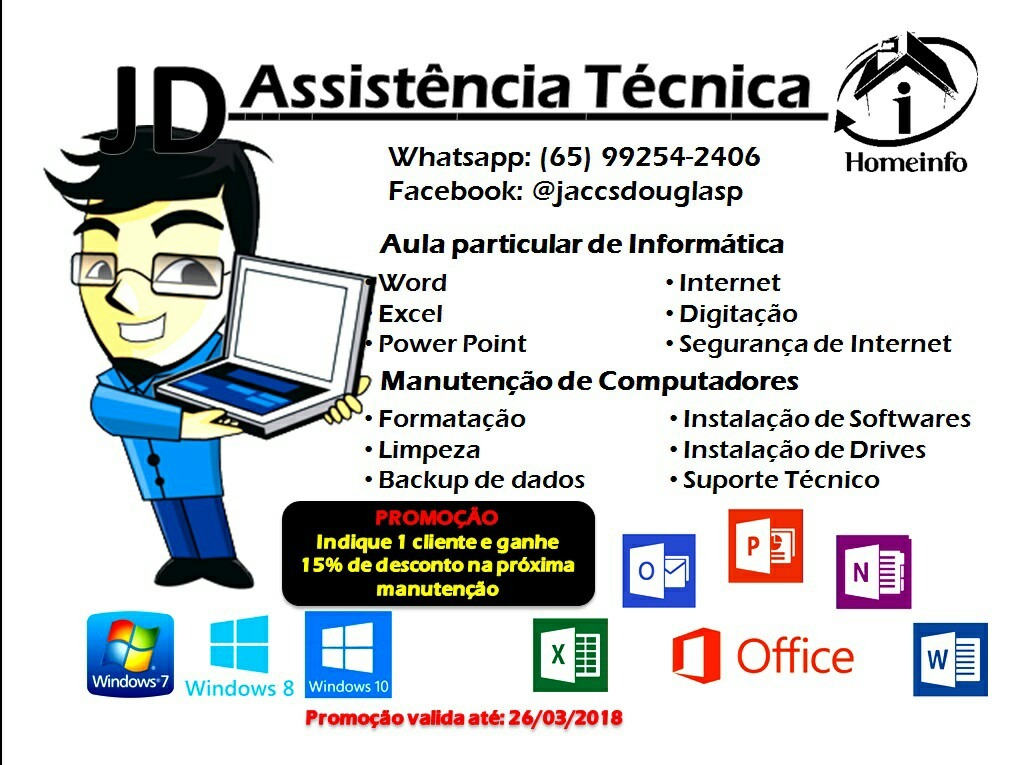 JD Assistência Técnica
i
Homeinfo
Whatsapp: (65) 99254-2406
Facebook: @jaccsdouglasp
Aula particular de Informática
• Word
• Excel
• Power Point
• Internet
• Digitação
• Segurança de Internet
Manutenção de Computadores
• Formatação
• Limpeza
• Backup de dados
• Instalação de Softwares
• Instalação de Drives
• Suporte Técnico
PROMOÇÃO
Indique 1 cliente e ganhe
15% de desconto na próxima
manutenção
O
P
N
Windows 7
Windows 8
Windows 10
X
Office
W
Promoção valida até: 26/03/2018